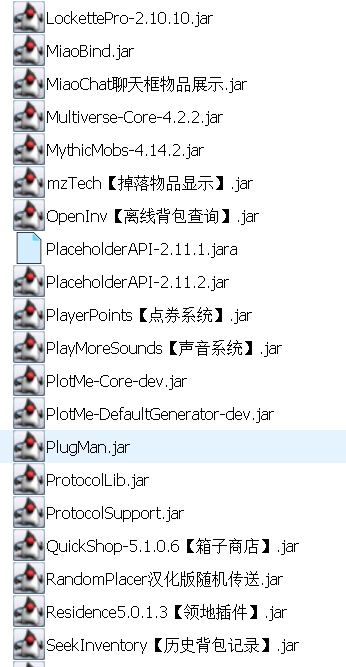 LockettePro-2.10.10.jar
MiaoBind.jar
MiaoChat聊天框物品展示.jar
Multiverse-Core-4.2.2.jar
MythicMobs-4.14.2.jar
mzTech【掉落物品显示】.jar
OpenInv【离线背包查询】.jar
PlaceholderAPI-2.11.1.jara
PlaceholderAPI-2.11.2.jar
PlayerPoints【点券系统】.jar
PlayMoreSounds【声音系统】.jar
PlotMe-Core-dev.jar
PlotMe-DefaultGenerator-dev.jar
PlugMan.jar
ProtocolLib.jar
ProtocolSupport.jar
QuickShop-5.1.0.6【箱子商店】.jar
RandomPlacer汉化版随机传送.jar
Residence5.0.1.3【领地插件】.jar
SeekInventory【历史背包记录】.jar